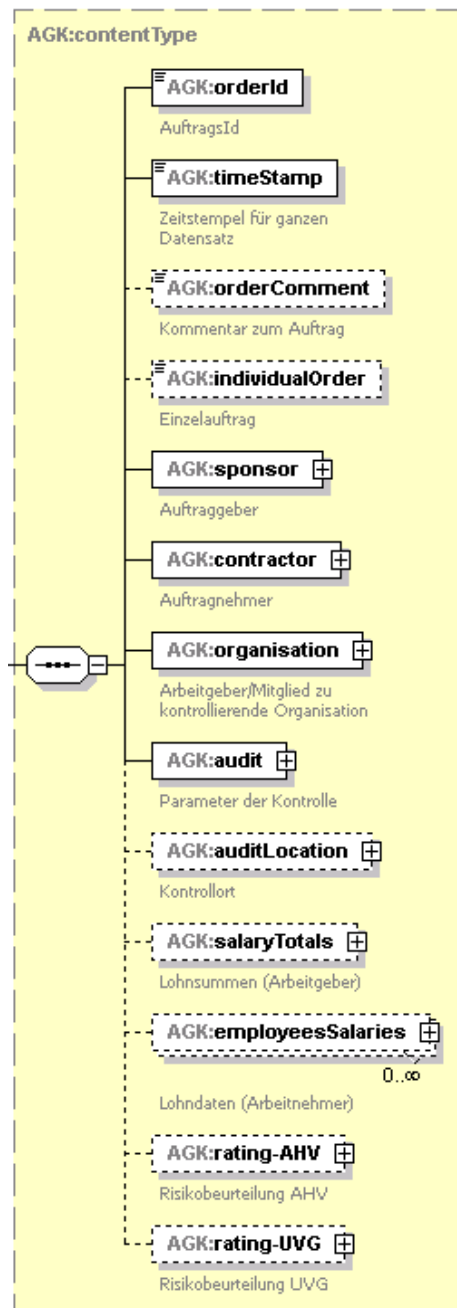 AGK:contentType
AGK:orderId
AuftragsId
AGK:timeStamp
Zeitstempel für ganzen
Datensatz
AGK:orderComment
Kommentar zum Auftrag
AGK:individualOrder
Einzelauftrag
AGK:sponsor
Auftraggeber
AGK:contractor
Auftragnehmer
AGK:organisation
Arbeitgeber/Mitglied zu
kontrollierende Organisation
AGK:audit
Parameter der Kontrolle
AGK:auditLocation
Kontrollort
AGK:salaryTotals
Lohnsummen (Arbeitgeber)
AGK:employeesSalaries
0..∞
Lohndaten (Arbeitnehmer)
AGK:rating-AHV
Risikobeurteilung AHV
AGK:rating-UVG
Risikobeurteilung UVG